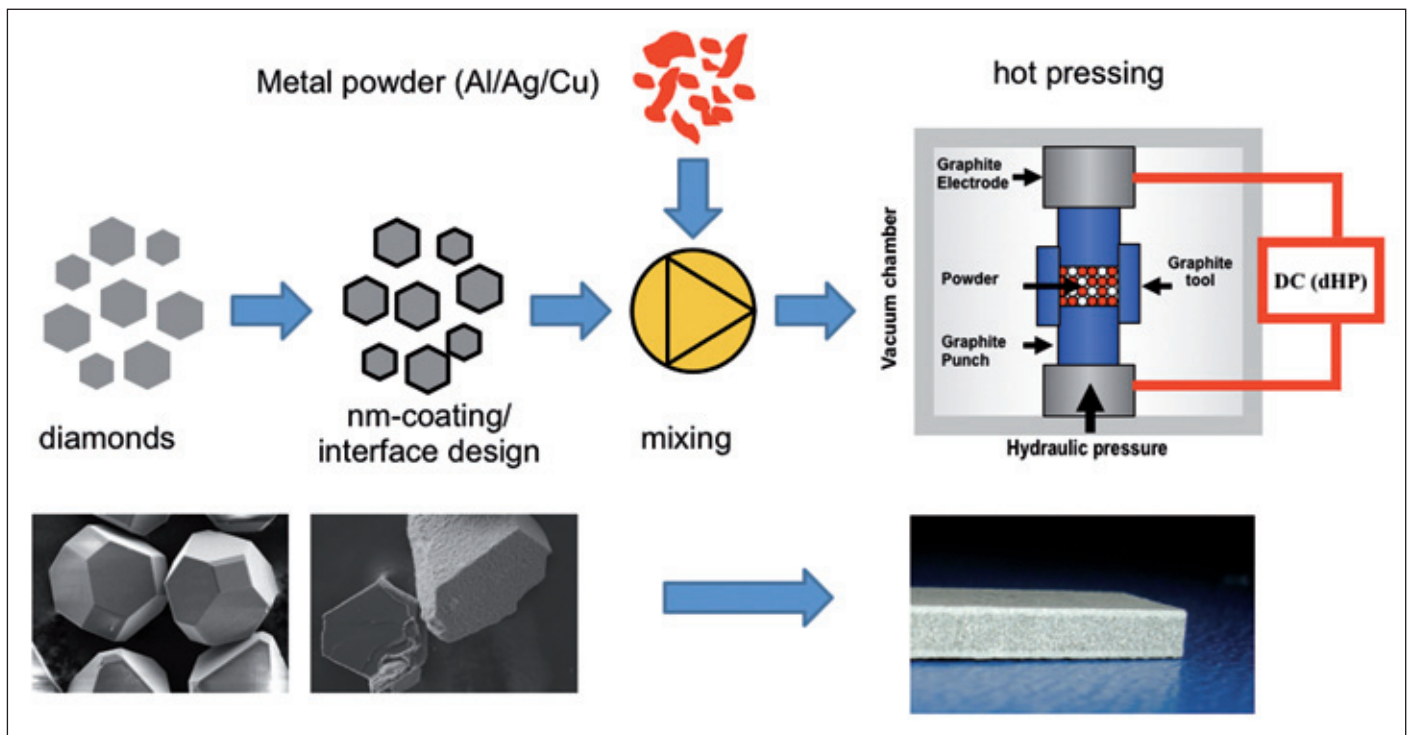 Metal powder (Al/Ag/Cu)
hot pressing
Graphite
Electrode
Vacuum chamber
Powder
Graphite
tool
DC (dHP)
Graphite
Punch
Hydraulic pressure
diamonds
nm-coating/
interface design
mixing